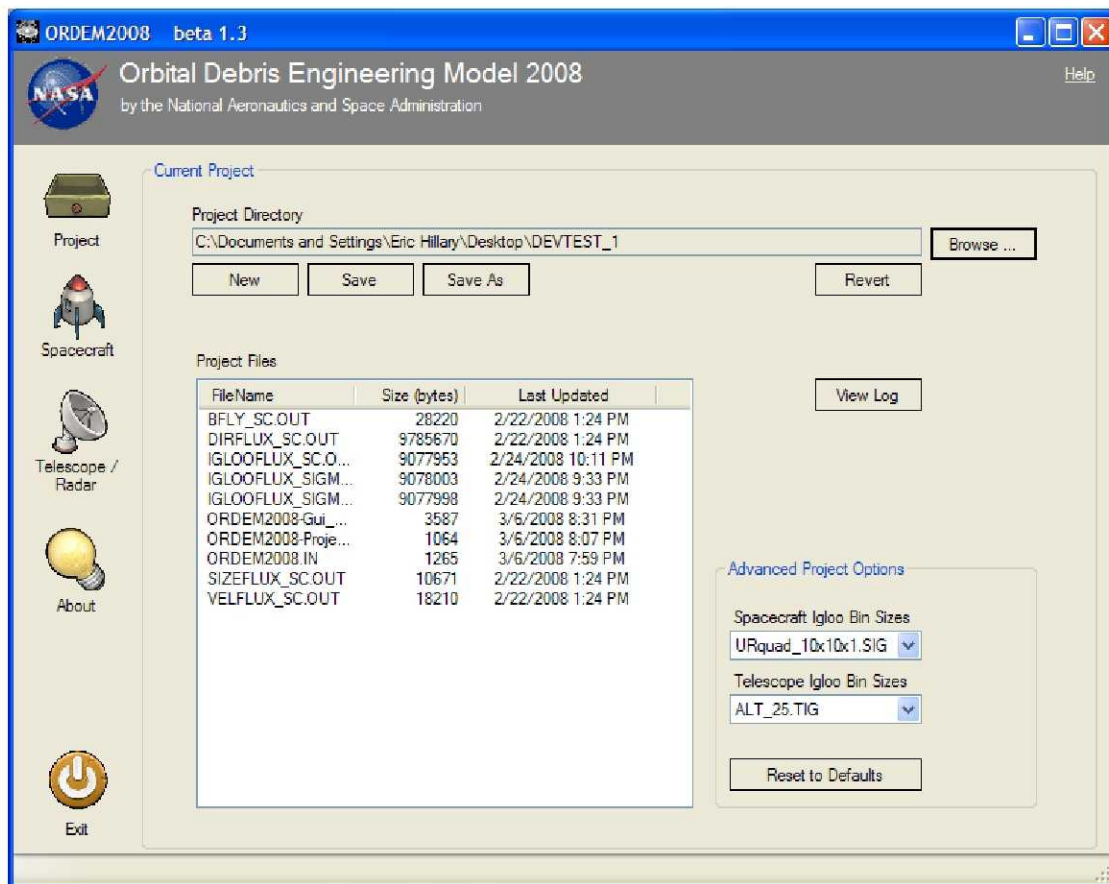 ORDEM2008 beta 1.3
NASA
Orbital Debris Engineering Model 2008
by the National Aeronautics and Space Administration
Help
Project
Spacecraft
Telescope /
Radar
About
Exit
Current Project
Project Directory
C:\Documents and Settings\Eric Hillary\Desktop\DEVTEST_1
Browse ...
New Save Save As Revert
Project Files
View Log
FileName Size (bytes) Last Updated
BFLY_SC.OUT 28220 2/22/2008 1:24 PM
DIRFLUX_SC.OUT 9785670 2/22/2008 1:24 PM
IGLOOFLUX_SC.O... 9077953 2/24/2008 10:11 PM
IGLOOFLUX_SIGM... 9078003 2/24/2008 9:33 PM
IGLOOFLUX_SIGM... 9077998 2/24/2008 9:33 PM
ORDEM2008-Gui_... 3587 3/6/2008 8:31 PM
ORDEM2008-Proje... 1064 3/6/2008 8:07 PM
ORDEM2008.IN 1265 3/6/2008 7:59 PM
SIZEFLUX_SC.OUT 10671 2/22/2008 1:24 PM
VELFLUX_SC.OUT 18210 2/22/2008 1:24 PM
Advanced Project Options
Spacecraft Igloo Bin Sizes
URquad_10x10x1.SIG
Telescope Igloo Bin Sizes
ALT_25.TIG
Reset to Defaults